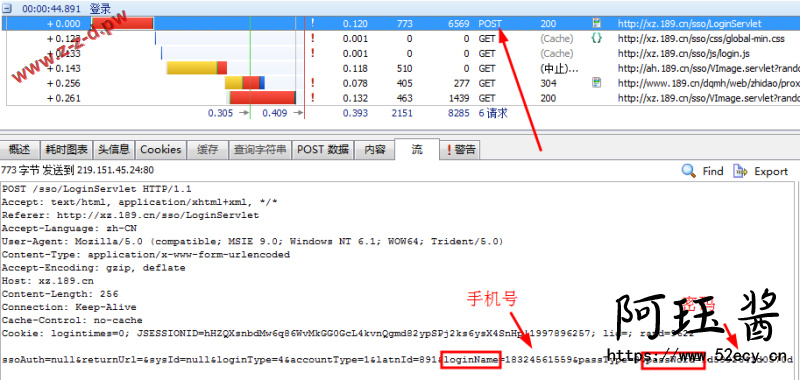 00:00:44.891 登录
+ 0.000 ! 0.120 773 6569 POST 200 http://xz.189.cn/sso/LoginServlet
+ 0.123 0.001 0 0 GET (Cache) http://xz.189.cn/sso/css/global-min.css
! 0.001 0 0 GET (Cache) http://xz.189.cn/sso/js/login.js
+ 0.143 0.118 510 0 GET (中止)... http://ah.189.cn/sso/VImage.servlet?rando
+ 0.256 ! 0.078 405 277 GET 304 http://www.189.cn/dqmh/web/zhidao/prox
+ 0.261 ! 0.132 463 1439 GET 200 http://xz.189.cn/sso/VImage.servlet?rando
0.305 0.409 0.393 2151 8285 6 请求
www.z-z-d.pw
概述 耗时图表 头信息 Cookies 缓存 查询字符串 POST 数据 内容 流 ! 警告
773 字节 发送到 219.151.45.24:80 Find Export
POST /sso/LoginServlet HTTP/1.1
Accept: text/html, application/xhtml+xml, */*
Referer: http://xz.189.cn/sso/LoginServlet
Accept-Language: zh-CN
User-Agent: Mozilla/5.0 (compatible; MSIE 9.0; Windows NT 6.1; WOW64; Trident/5.0)
Content-Type: application/x-www-form-urlencoded
Accept-Encoding: gzip, deflate
Host: xz.189.cn
Content-Length: 256
Connection: Keep-Alive
Cache-Control: no-cache
手机号
阿珏酱
Cookie: logintimes=0;
ssoAuth=null&returnUrl=&sysId=null&loginType=4&accountType=1&latnId=891&loginName=18324561559&passType=
https://www.52ecy.cn